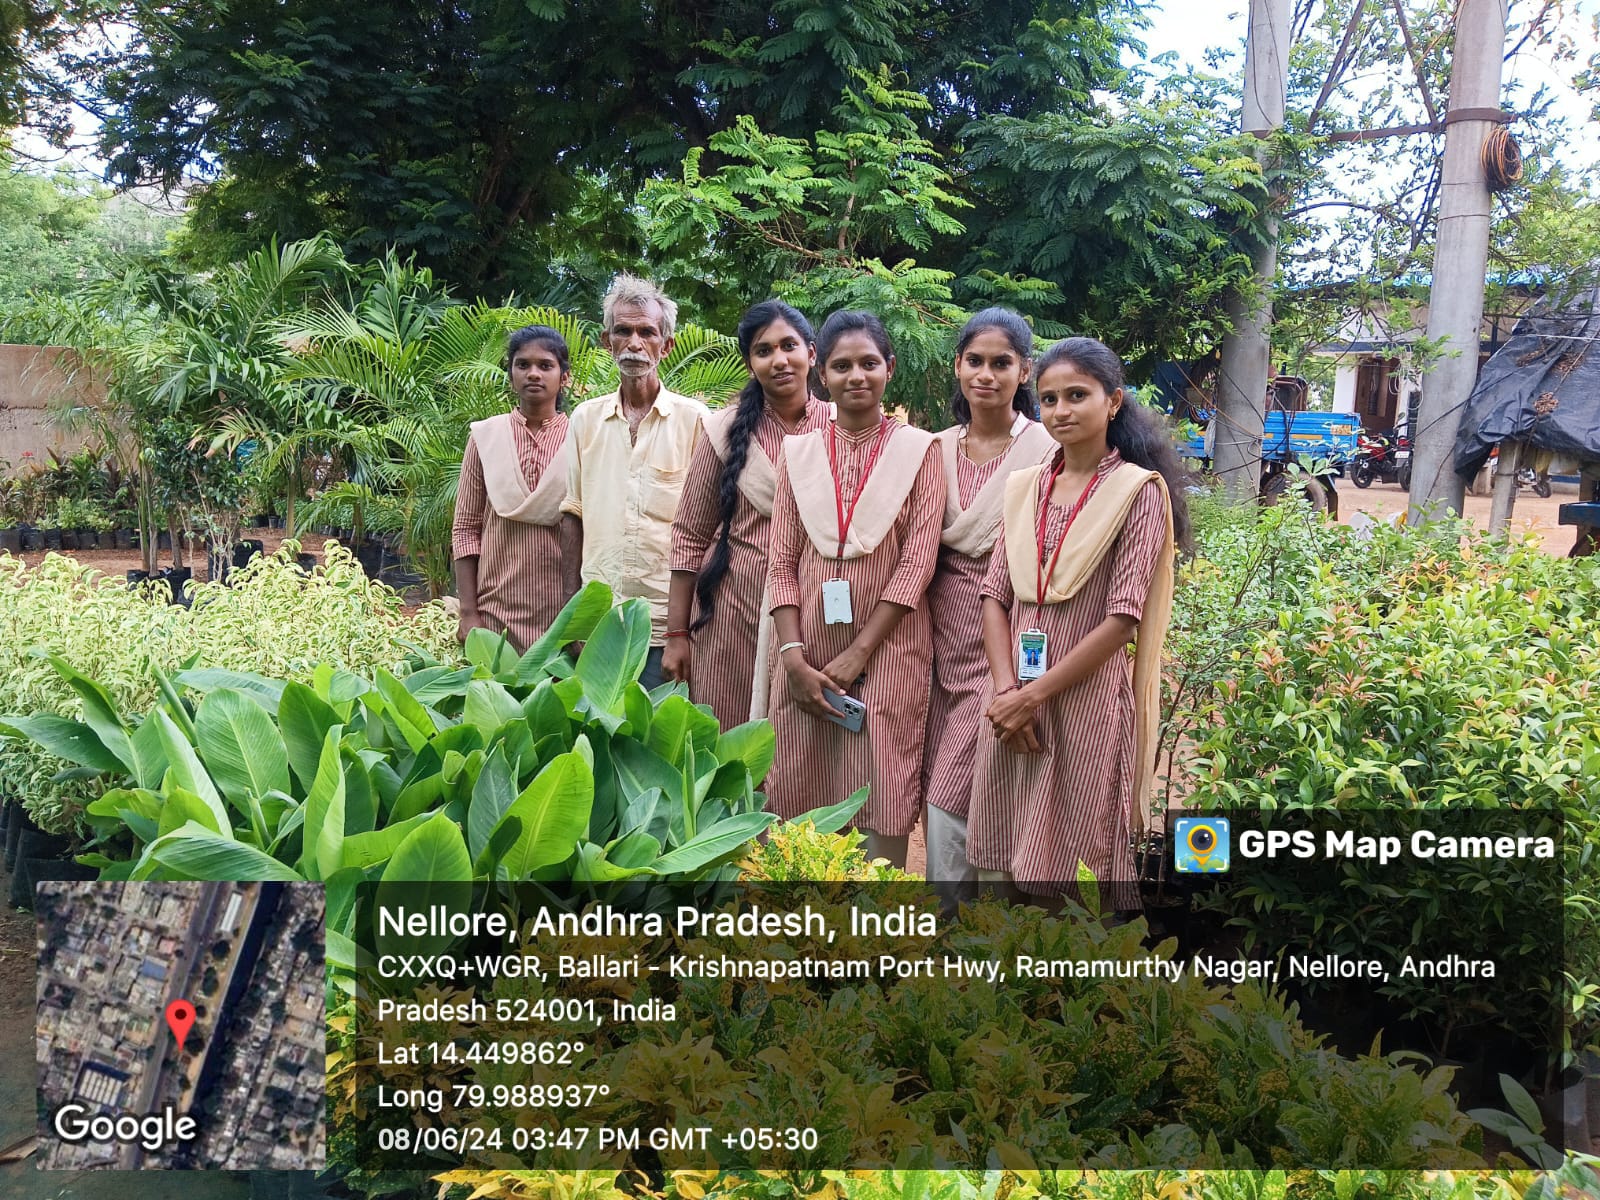 GPS Map Camera
Nellore, Andhra Pradesh, India
CXXQ+WGR, Ballari - Krishnapatnam Port Hwy, Ramamurthy Nagar, Nellore, Andhra
Pradesh 524001, India
Lat 14.449862°
Long 79.988937°
08/06/24 03:47 PM GMT +05:30
Google